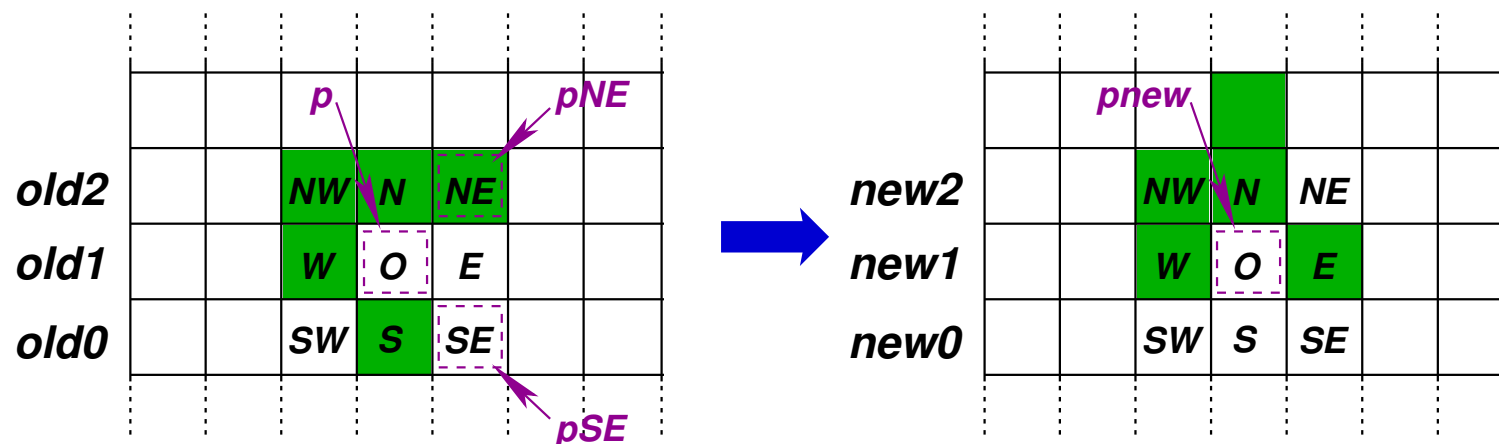 p pNE pnew
old2 NW N NE new2 NW N NE
old1 W O E new1 W O E
old0 SW S SE new0 SW S SE
pSE